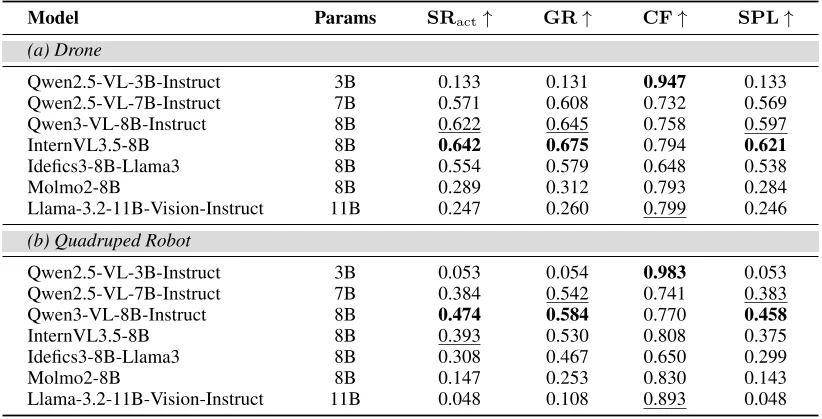 Model Params SRact ↑ GR ↑ CF ↑ SPL ↑
(a) Drone
Qwen2.5-VL-3B-Instruct 3B 0.133 0.131 0.947 0.133
Qwen2.5-VL-7B-Instruct 7B 0.571 0.608 0.732 0.569
Qwen3-VL-8B-Instruct 8B 0.622 0.645 0.758 0.597
InternVL3.5-8B 8B 0.642 0.675 0.794 0.621
Idefics3-8B-Llama3 8B 0.554 0.579 0.648 0.538
Molmo2-8B 8B 0.289 0.312 0.793 0.284
Llama-3.2-11B-Vision-Instruct 11B 0.247 0.260 0.799 0.246
(b) Quadruped Robot
Qwen2.5-VL-3B-Instruct 3B 0.053 0.054 0.983 0.053
Qwen2.5-VL-7B-Instruct 7B 0.384 0.542 0.741 0.383
Qwen3-VL-8B-Instruct 8B 0.474 0.584 0.770 0.458
InternVL3.5-8B 8B 0.393 0.530 0.808 0.375
Idefics3-8B-Llama3 8B 0.308 0.467 0.650 0.299
Molmo2-8B 8B 0.147 0.253 0.830 0.143
Llama-3.2-11B-Vision-Instruct 11B 0.048 0.108 0.893 0.048